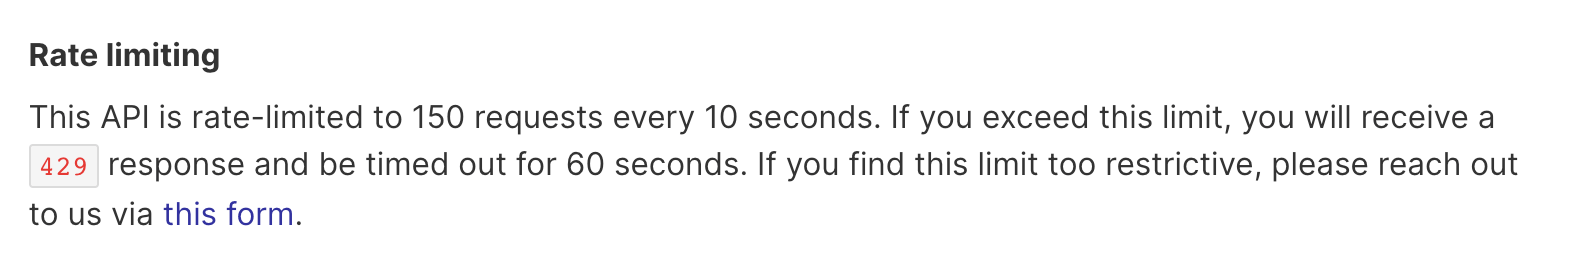 Rate limiting
This API is rate-limited to 150 requests every 10 seconds. If you exceed this limit, you will receive a
429 response and be timed out for 60 seconds. If you find this limit too restrictive, please reach out
to us via this form.